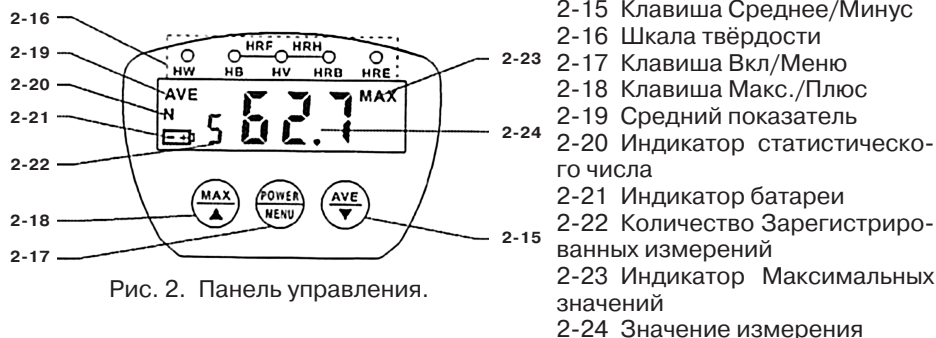 2-16
2-19
2-20
2-21
2-22
2-18
2-17
HRF HRH
HW HB HV HRB HRE
AVE MAX
N
5 62.7
MAX POWER MENU AVE
2-23
2-24
2-15
Рис. 2. Панель управления.
2-15 Клавиша Среднее/Минус
2-16 Шкала твёрдости
2-17 Клавиша Вкл/Меню
2-18 Клавиша Макс./Плюс
2-19 Средний показатель
2-20 Индикатор статистическо-
го числа
2-21 Индикатор батареи
2-22 Количество Зарегистриро-
ванных измерений
2-23 Индикатор Максимальных
значений
2-24 Значение измерения